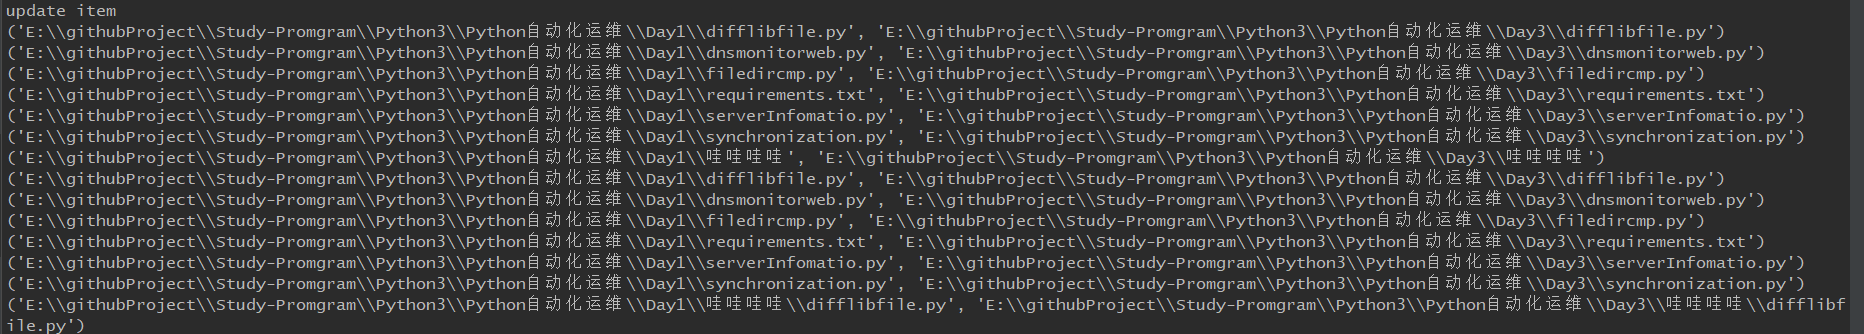 update item
('E:\\githubProject\\Study-Promgram\\Python3\\Python自动化运维\\Day1\\difflibfile.py', 'E:\\githubProject\\Study-Promgram\\Python3\\Python自动化运维\\Day3\\difflibfile.py')
('E:\\githubProject\\Study-Promgram\\Python3\\Python自动化运维\\Day1\\dnsmonitorweb.py', 'E:\\githubProject\\Study-Promgram\\Python3\\Python自动化运维\\Day3\\dnsmonitorweb.py')
('E:\\githubProject\\Study-Promgram\\Python3\\Python自动化运维\\Day1\\filedircmp.py', 'E:\\githubProject\\Study-Promgram\\Python3\\Python自动化运维\\Day3\\filedircmp.py')
('E:\\githubProject\\Study-Promgram\\Python3\\Python自动化运维\\Day1\\requirements.txt', 'E:\\githubProject\\Study-Promgram\\Python3\\Python自动化运维\\Day3\\requirements.txt')
('E:\\githubProject\\Study-Promgram\\Python3\\Python自动化运维\\Day1\\serverInfomatio.py', 'E:\\githubProject\\Study-Promgram\\Python3\\Python自动化运维\\Day3\\serverInfomatio.py')
('E:\\githubProject\\Study-Promgram\\Python3\\Python自动化运维\\Day1\\synchronization.py', 'E:\\githubProject\\Study-Promgram\\Python3\\Python自动化运维\\Day3\\synchronization.py')
('E:\\githubProject\\Study-Promgram\\Python3\\Python自动化运维\\Day1\\哇哇哇哇', 'E:\\githubProject\\Study-Promgram\\Python3\\Python自动化运维\\Day3\\哇哇哇哇')
('E:\\githubProject\\Study-Promgram\\Python3\\Python自动化运维\\Day1\\difflibfile.py', 'E:\\githubProject\\Study-Promgram\\Python3\\Python自动化运维\\Day3\\difflibfile.py')
('E:\\githubProject\\Study-Promgram\\Python3\\Python自动化运维\\Day1\\dnsmonitorweb.py', 'E:\\githubProject\\Study-Promgram\\Python3\\Python自动化运维\\Day3\\dnsmonitorweb.py')
('E:\\githubProject\\Study-Promgram\\Python3\\Python自动化运维\\Day1\\filedircmp.py', 'E:\\githubProject\\Study-Promgram\\Python3\\Python自动化运维\\Day3\\filedircmp.py')
('E:\\githubProject\\Study-Promgram\\Python3\\Python自动化运维\\Day1\\requirements.txt', 'E:\\githubProject\\Study-Promgram\\Python3\\Python自动化运维\\Day3\\requirements.txt')
('E:\\githubProject\\Study-Promgram\\Python3\\Python自动化运维\\Day1\\serverInfomatio.py', 'E:\\githubProject\\Study-Promgram\\Python3\\Python自动化运维\\Day3\\serverInfomatio.py')
('E:\\githubProject\\Study-Promgram\\Python3\\Python自动化运维\\Day1\\synchronization.py', 'E:\\githubProject\\Study-Promgram\\Python3\\Python自动化运维\\Day3\\synchronization.py')
('E:\\githubProject\\Study-Promgram\\Python3\\Python自动化运维\\Day1\\哇哇哇哇\\difflibfile.py', 'E:\\githubProject\\Study-Promgram\\Python3\\Python自动化运维\\Day3\\哇哇哇哇\\difflibf
ile.py')